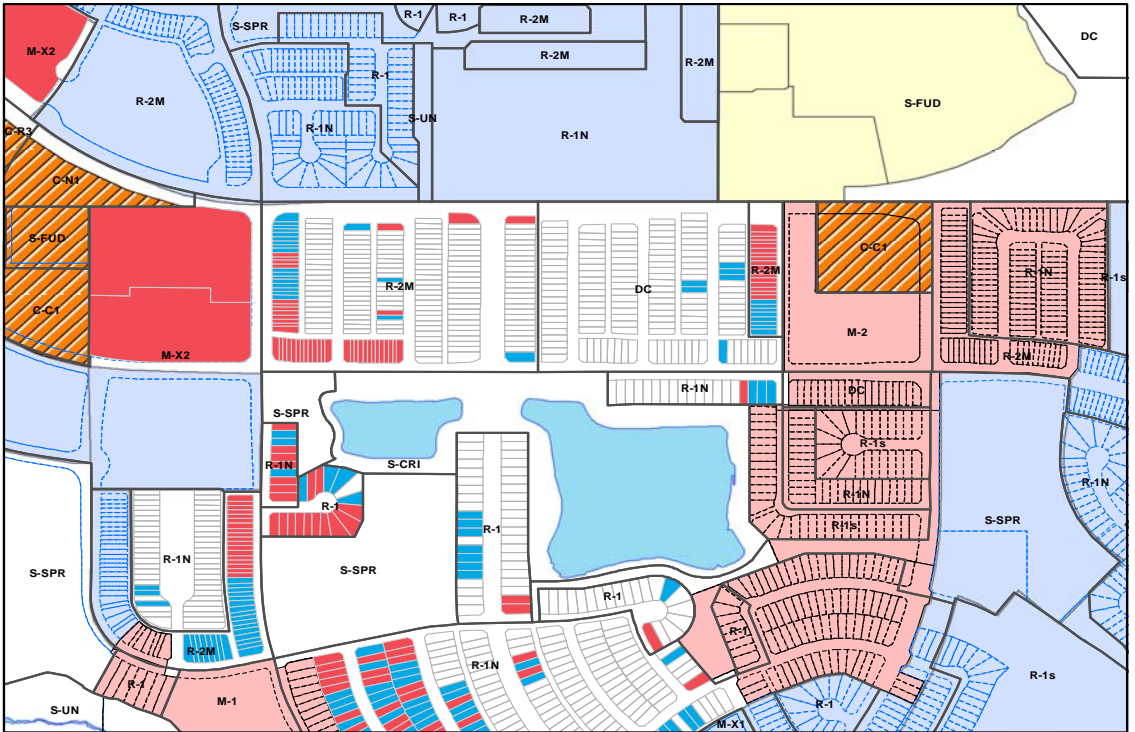 R-1
R-1
R-2M
S-SPR
DC
M-X2
R-2M
R-2M
R-1
R-2M
S-FUD
S-UN
R-1N
R-1N
C-R3
C-N1
S-FUD
C-C1
R-1N
R-2M
R-1s
R-2M
DC
C-C1
M-2
M-X2
R-2M
R-1N
DC
S-SPR
R-1s
R-1N
S-CRI
R-1N
R-1N
R-1
R-1
R-1s
S-SPR
R-1N
S-SPR
S-SPR
R-1
R-1
R-2M
R-1N
R-1s
R-1
M-1
R-1
S-UN
M-X1